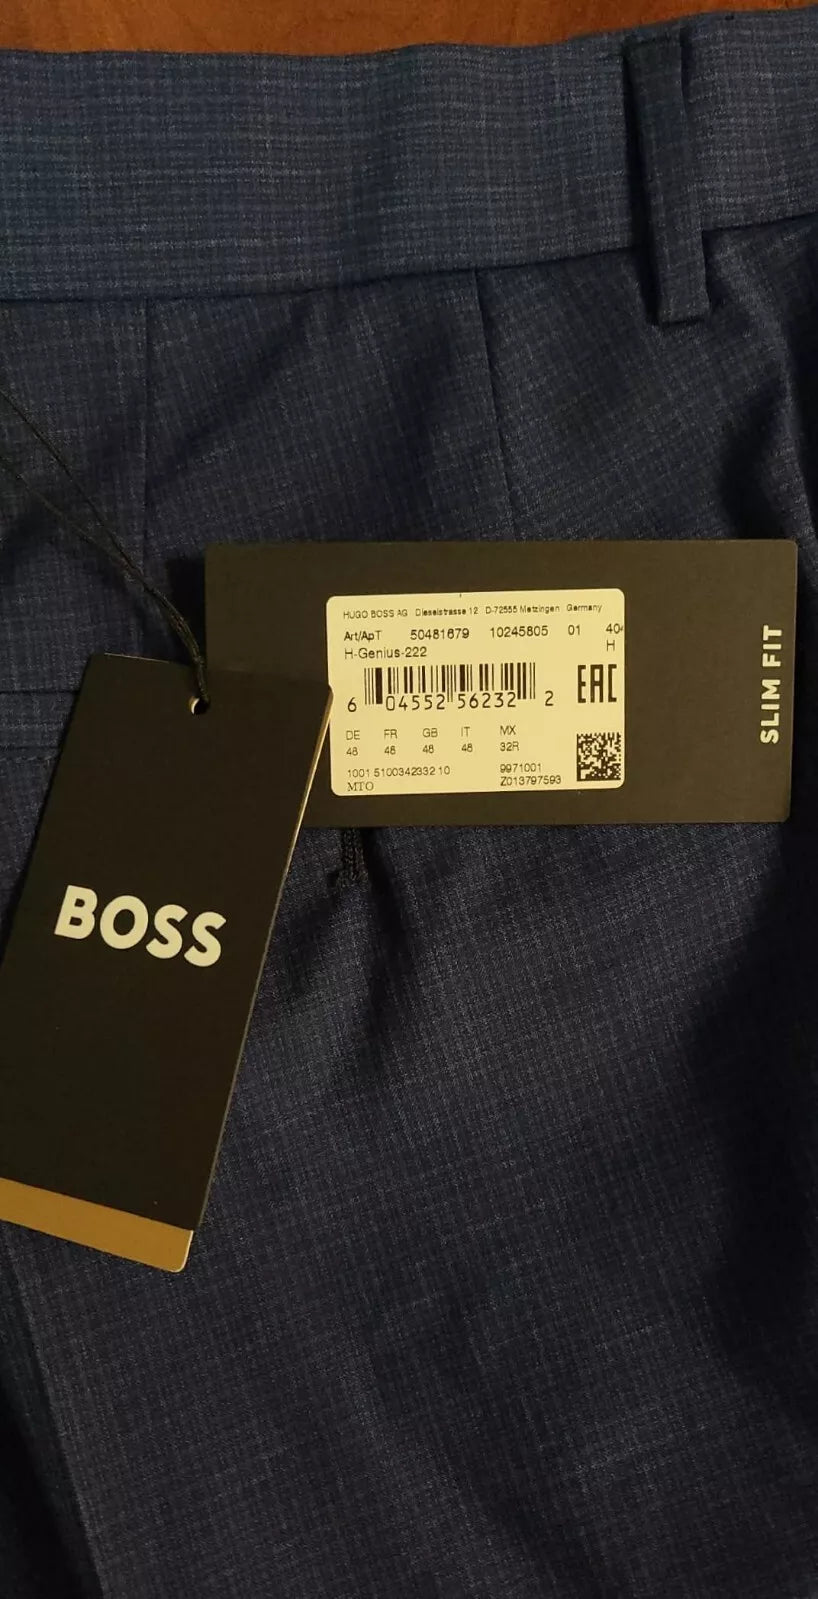 HUGO BOSS AG Dieselstrasse 12 D-72555 Metzingen Germany
Art/ApT 50481679 10245805 01 404
H-Genius-222 H
6 04552 56232 2
EAC
DE FR GB IT MX
48 48 48 48 32R
1001 5100342332 10 9971001
MTO Z013797593
SLIM FIT
BOSS